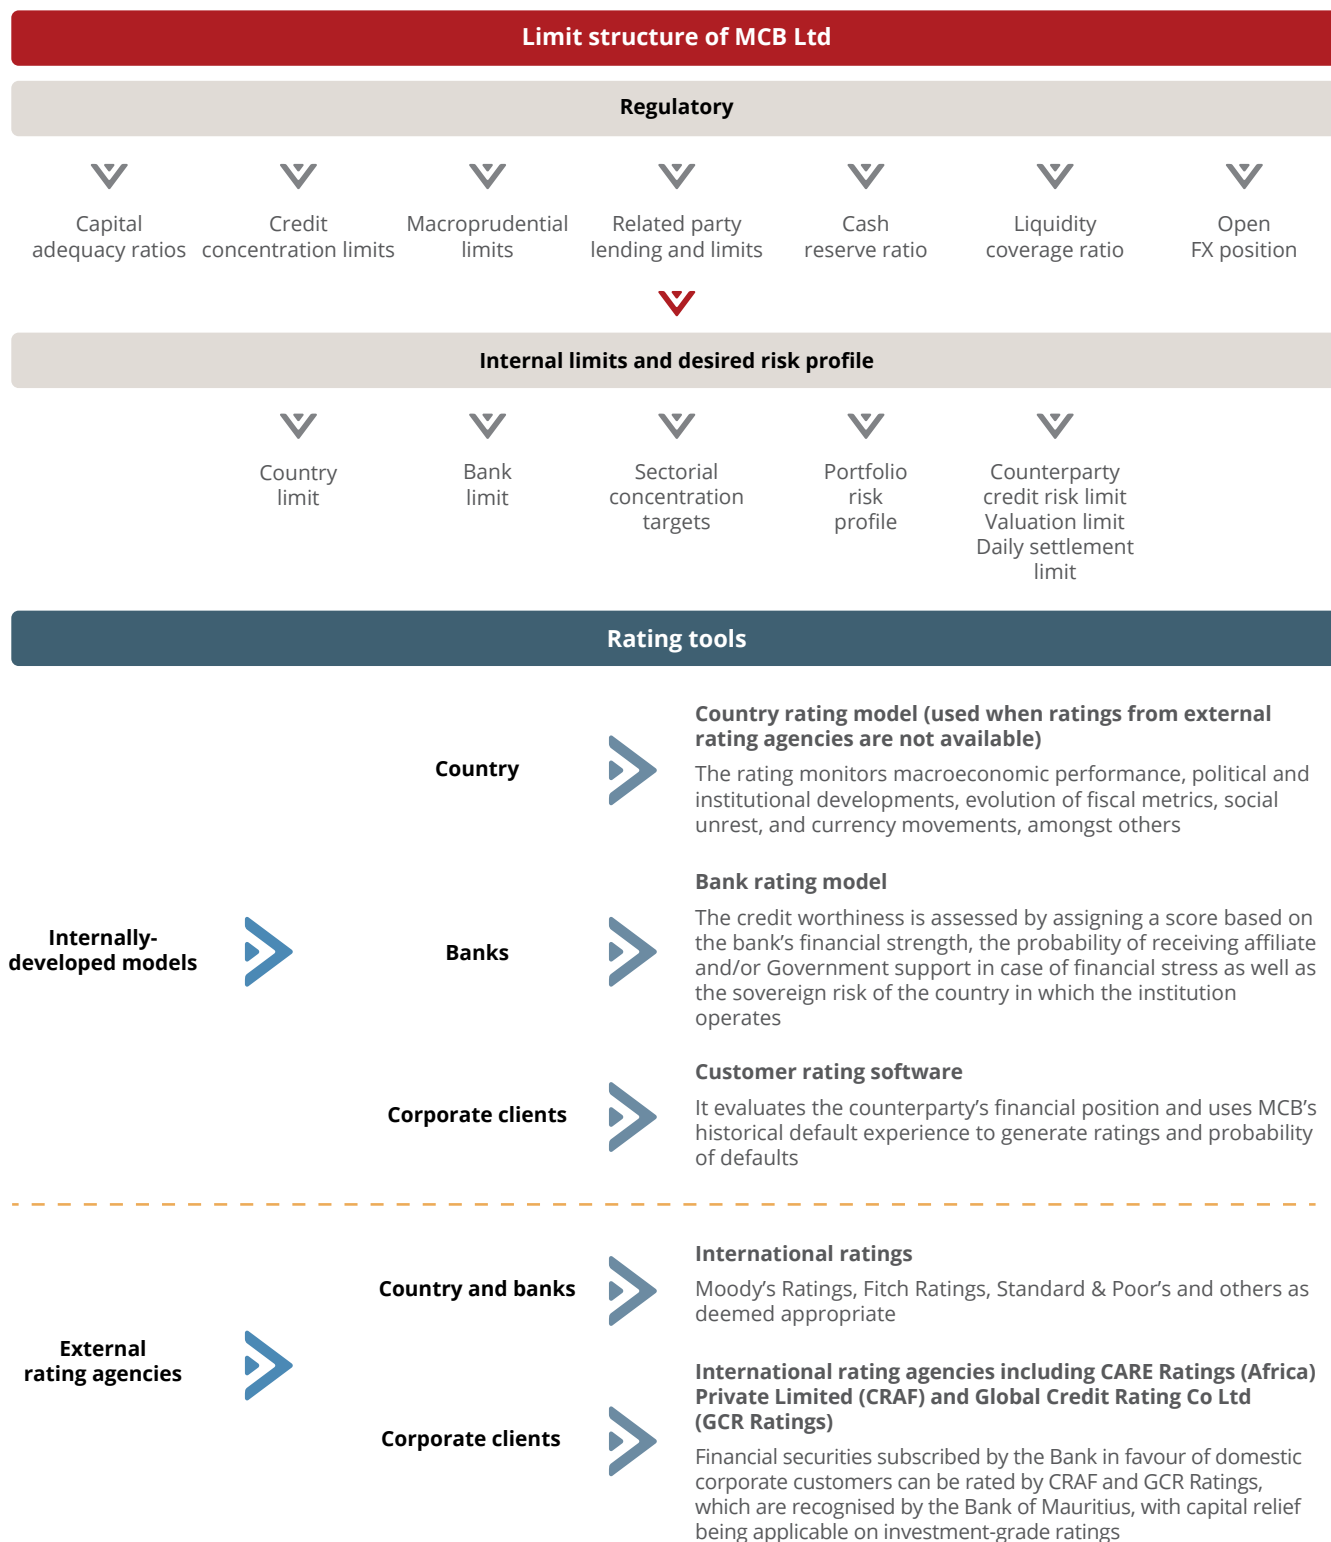 Limit structure of MCB Ltd
Regulatory
Capital
adequacy ratios
Credit
concentration limits
Macroprudential
limits
Related party
lending and limits
Cash
reserve ratio
Liquidity
coverage ratio
Open
FX position
Internal limits and desired risk profile
Country
limit
Bank
limit
Sectorial
concentration
targets
Portfolio
risk
profile
Counterparty
credit risk limit
Valuation limit
Daily settlement
limit
Rating tools
Internally-
developed models
Country
Country rating model (used when ratings from external
rating agencies are not available)
The rating monitors macroeconomic performance, political and
institutional developments, evolution of fiscal metrics, social
unrest, and currency movements, amongst others
Banks
Bank rating model
The credit worthiness is assessed by assigning a score based on
the bank’s financial strength, the probability of receiving affiliate
and/or Government support in case of financial stress as well as
the sovereign risk of the country in which the institution
operates
Corporate clients
Customer rating software
It evaluates the counterparty’s financial position and uses MCB’s
historical default experience to generate ratings and probability
of defaults
External
rating agencies
Country and banks
International ratings
Moody’s Ratings, Fitch Ratings, Standard & Poor’s and others as
deemed appropriate
Corporate clients
International rating agencies including CARE Ratings (Africa)
Private Limited (CRAF) and Global Credit Rating Co Ltd
(GCR Ratings)
Financial securities subscribed by the Bank in favour of domestic
corporate customers can be rated by CRAF and GCR Ratings,
which are recognised by the Bank of Mauritius, with capital relief
being applicable on investment-grade ratings